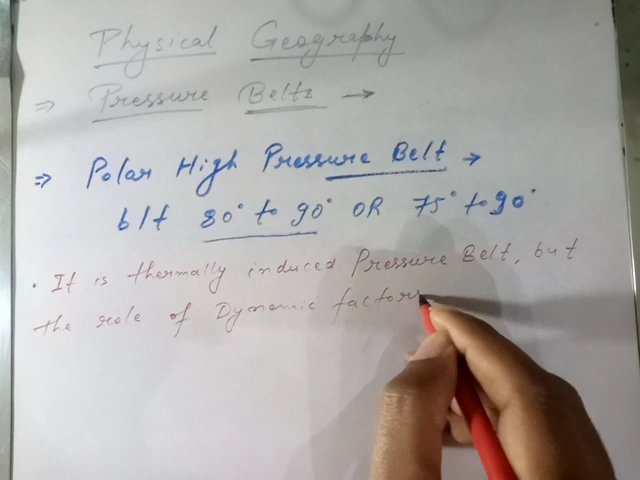 Physical Geography
⇒ Pressure Belts →
⇒ Polar High Pressure Belt →
b/t 80° to 90° OR 75° to 90°
• It is thermally induced Pressure Belt, but
the role of Dynamic factors